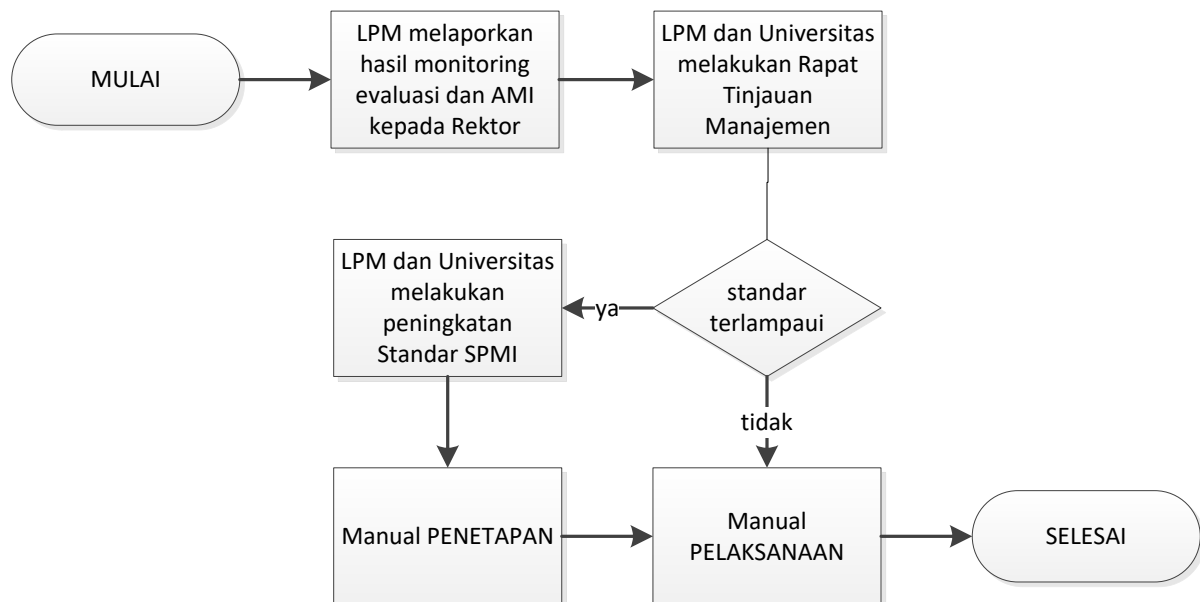 MULAI
LPM melaporkan
hasil monitoring
evaluasi dan AMI
kepada Rektor
LPM dan Universitas
melakukan Rapat
Tinjauan
Manajemen
standar
terlampaui
ya
LPM dan Universitas
melakukan
peningkatan
Standar SPMI
tidak
Manual PENETAPAN
Manual
PELAKSANAAN
SELESAI